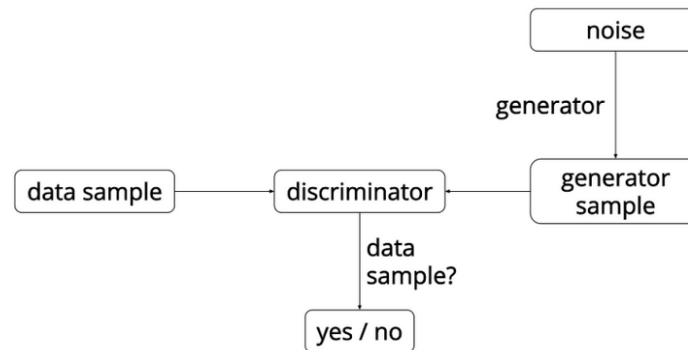 noise
generator
data sample
discriminator
generator
sample
data
sample?
yes / no